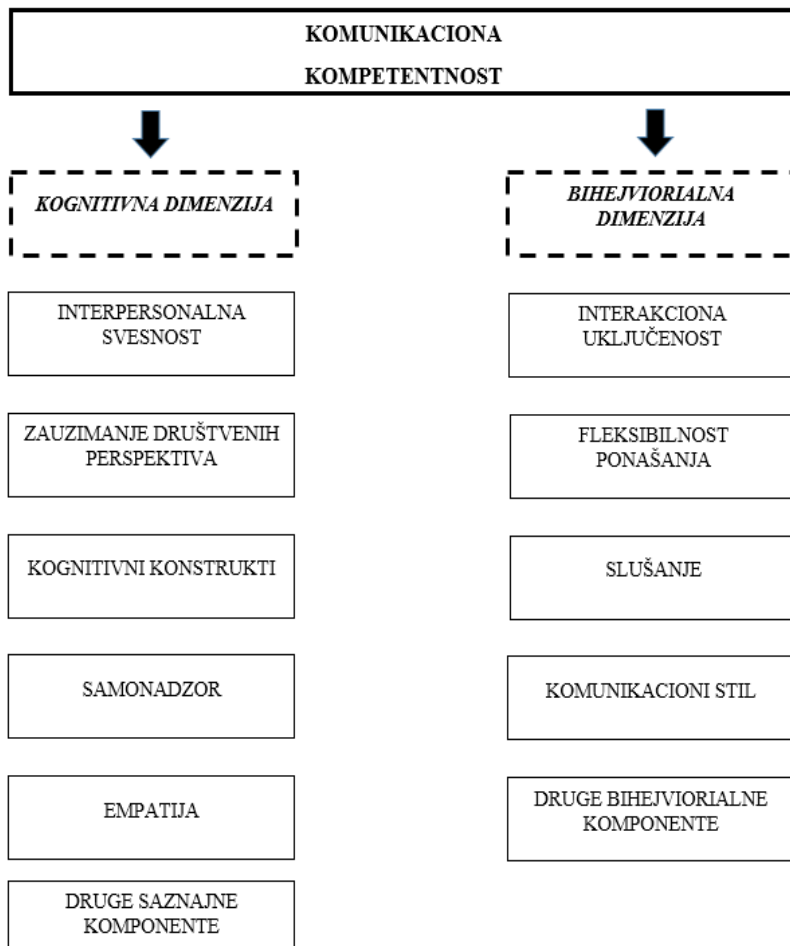 KOMUNIKACIONA
KOMPETENTNOST
KOGNITIVNA DIMENZIJA
INTERPERSONALNA
SVESNOST
ZAUZIMANJE DRUŠTVENIH
PERSPEKTIVA
KOGNITIVNI KONSTRUKTI
SAMONADZOR
EMPATIJA
DRUGE SAZNAJNE
KOMPONENTE
BIHEJVIORIALNA
DIMENZIJA
INTERAKCIONA
UKLJUČENOST
FLEKSIBILNOST
PONAŠANJA
SLUŠANJE
KOMUNIKACIONI STIL
DRUGE BIHEJVIORIALNE
KOMPONENTE